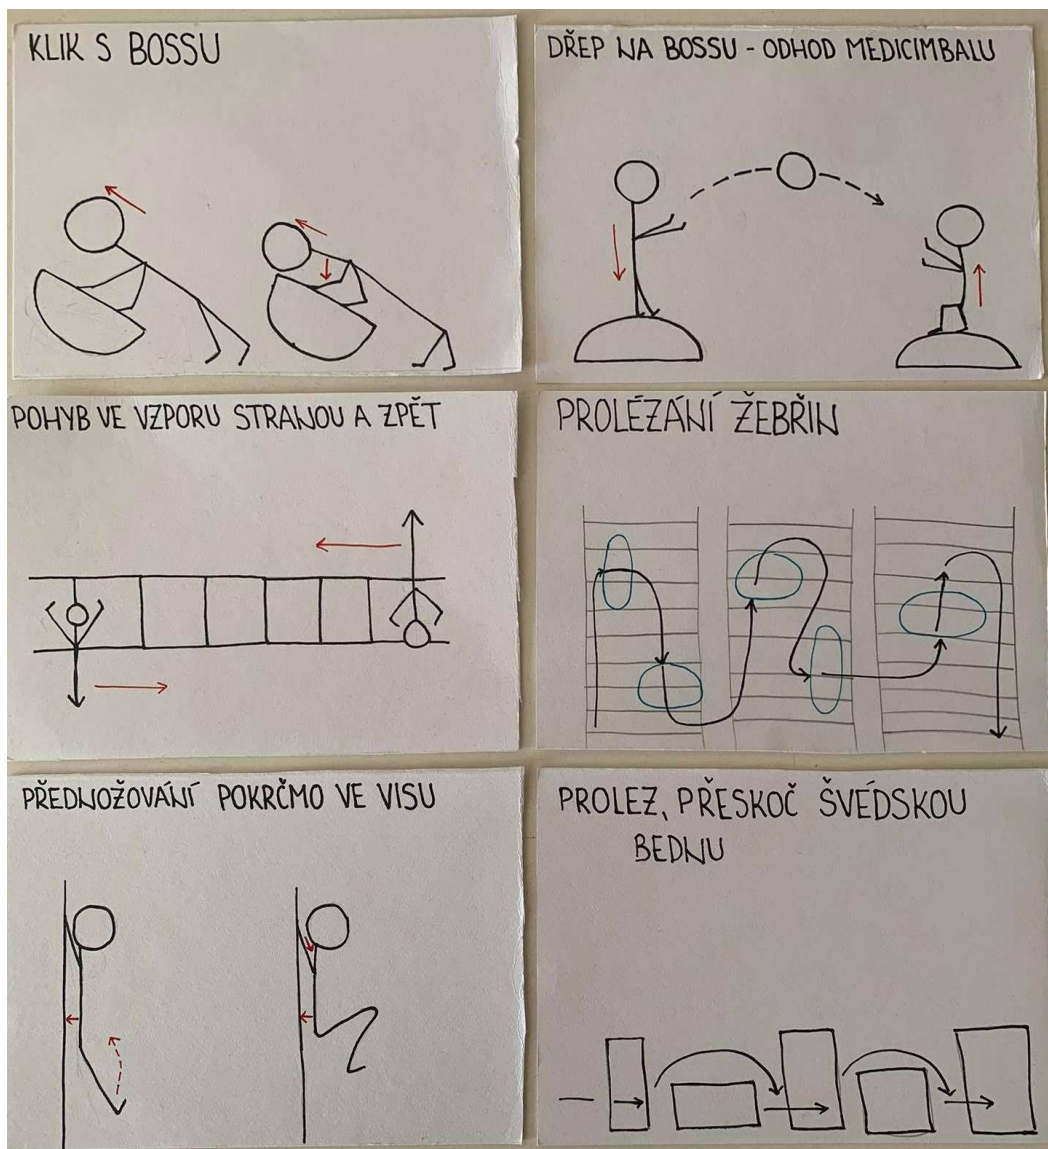 KLIK S BOSSU
DŘEP NA BOSSU - ODHOD MEDICIMBALU
POHYB VE VZPORU STRANOU A ZPĚT
PROLÉZÁNÍ ŽEBŘIN
PŘEDNOŽOVÁNÍ POKRČMO VE VISU
PROLEZ, PŘESKOČ ŠVÉDSKOU
BEDNU